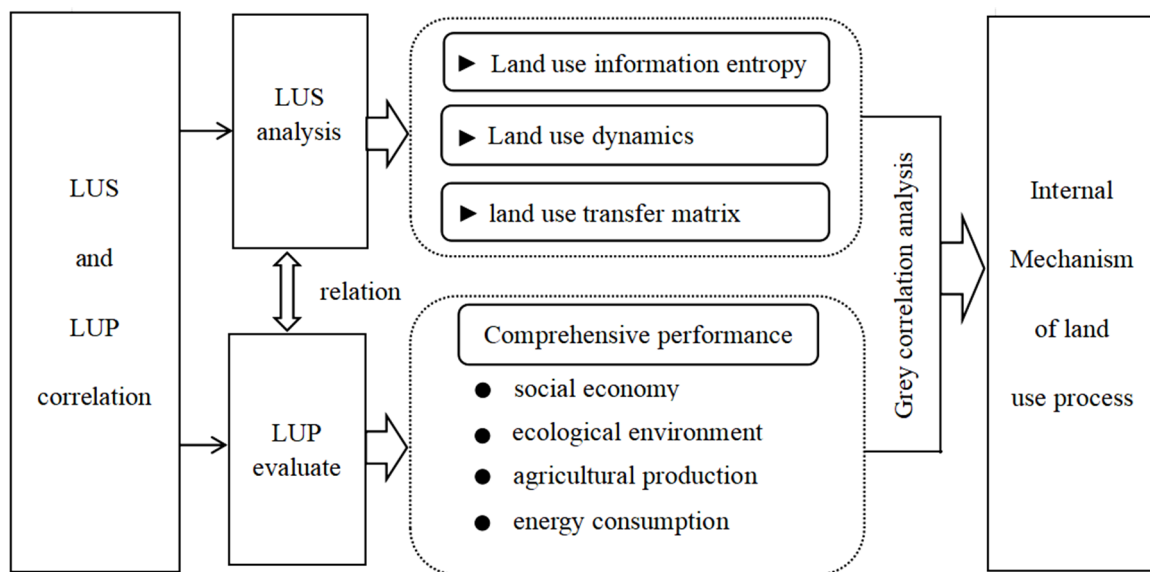 LUS
and
LUP
correlation
LUS
analysis
relation
LUP
evaluate
► Land use information entropy
► Land use dynamics
► land use transfer matrix
Comprehensive performance
● social economy
● ecological environment
● agricultural production
● energy consumption
Grey correlation analysis
Internal
Mechanism
of land
use process